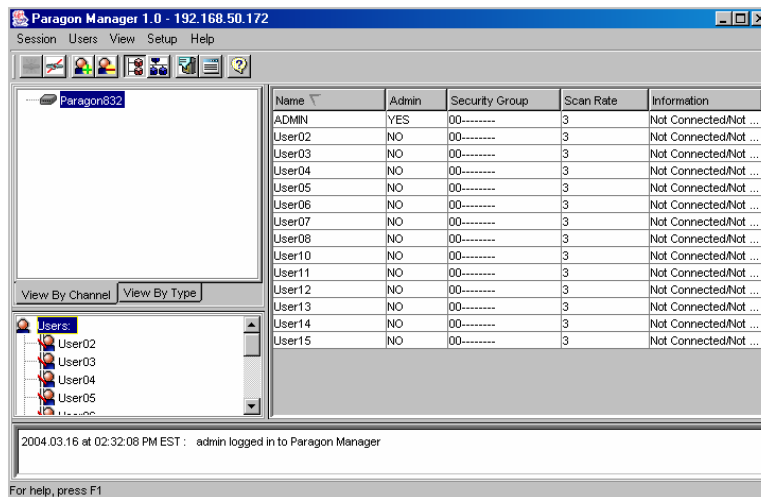 Paragon Manager 1.0 - 192.168.50.172
Session Users View Setup Help
Paragon832
View By Channel View By Type
Users:
User02
User03
User04
User05
Name Admin Security Group Scan Rate Information
ADMIN YES 00-------- 3 Not Connected/Not ...
User02 NO 00-------- 3 Not Connected/Not ...
User03 NO 00-------- 3 Not Connected/Not ...
User04 NO 00-------- 3 Not Connected/Not ...
User05 NO 00-------- 3 Not Connected/Not ...
User06 NO 00-------- 3 Not Connected/Not ...
User07 NO 00-------- 3 Not Connected/Not ...
User08 NO 00-------- 3 Not Connected/Not ...
User10 NO 00-------- 3 Not Connected/Not ...
User11 NO 00-------- 3 Not Connected/Not ...
User12 NO 00-------- 3 Not Connected/Not ...
User13 NO 00-------- 3 Not Connected/Not ...
User14 NO 00-------- 3 Not Connected/Not ...
User15 NO 00-------- 3 Not Connected/Not ...
2004.03.16 at 02:32:08 PM EST : admin logged in to Paragon Manager
For help, press F1